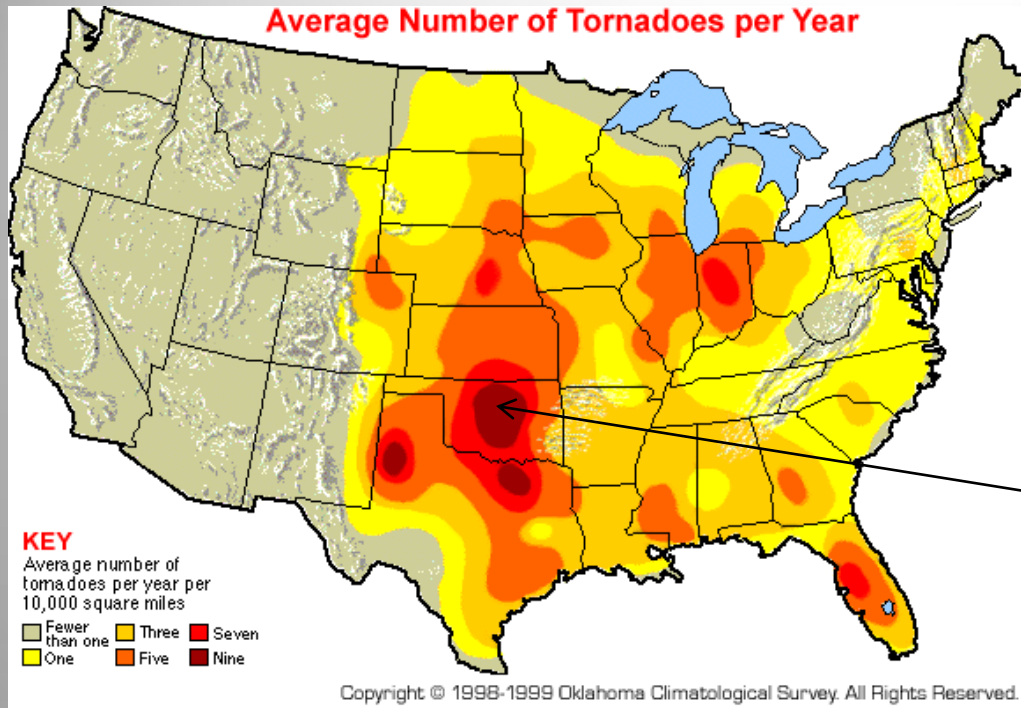 Average Number of Tornadoes per Year
KEY
Average number of
tornadoes per year per
10,000 square miles
Fewer than one
Three
Seven
One
Five
Nine
Copyright © 1998-1999 Oklahoma Climatological Survey. All Rights Reserved.